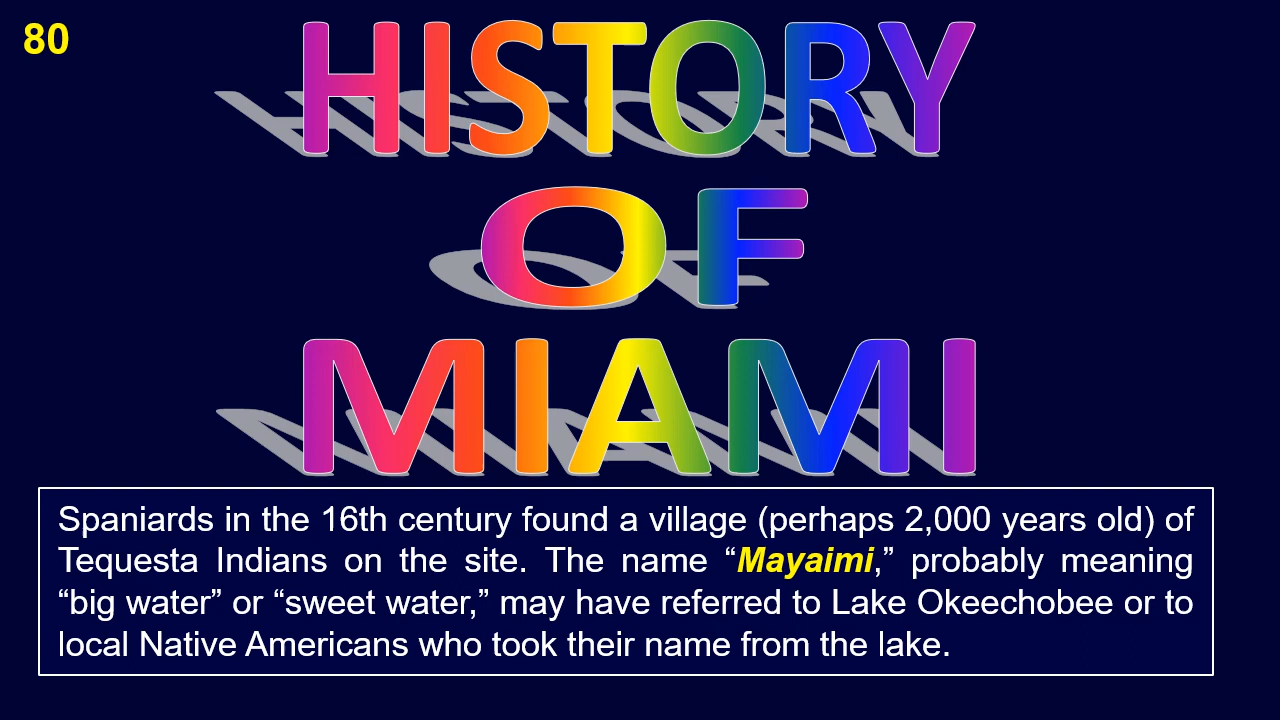 80
HISTORY
OF
MIAMI
Spaniards in the 16th century found a village (perhaps 2,000 years old) of
Tequesta Indians on the site. The name “Mayaimi,” probably meaning
“big water” or “sweet water,” may have referred to Lake Okeechobee or to
local Native Americans who took their name from the lake.